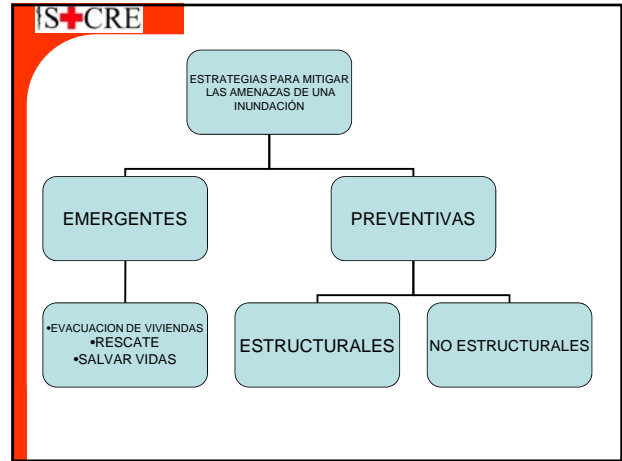 IS+CRE
ESTRATEGIAS PARA MITIGAR
LAS AMENAZAS DE UNA
INUNDACIÓN
EMERGENTES
PREVENTIVAS
•EVACUACION DE VIVIENDAS
•RESCATE
•SALVAR VIDAS
ESTRUCTURALES
NO ESTRUCTURALES